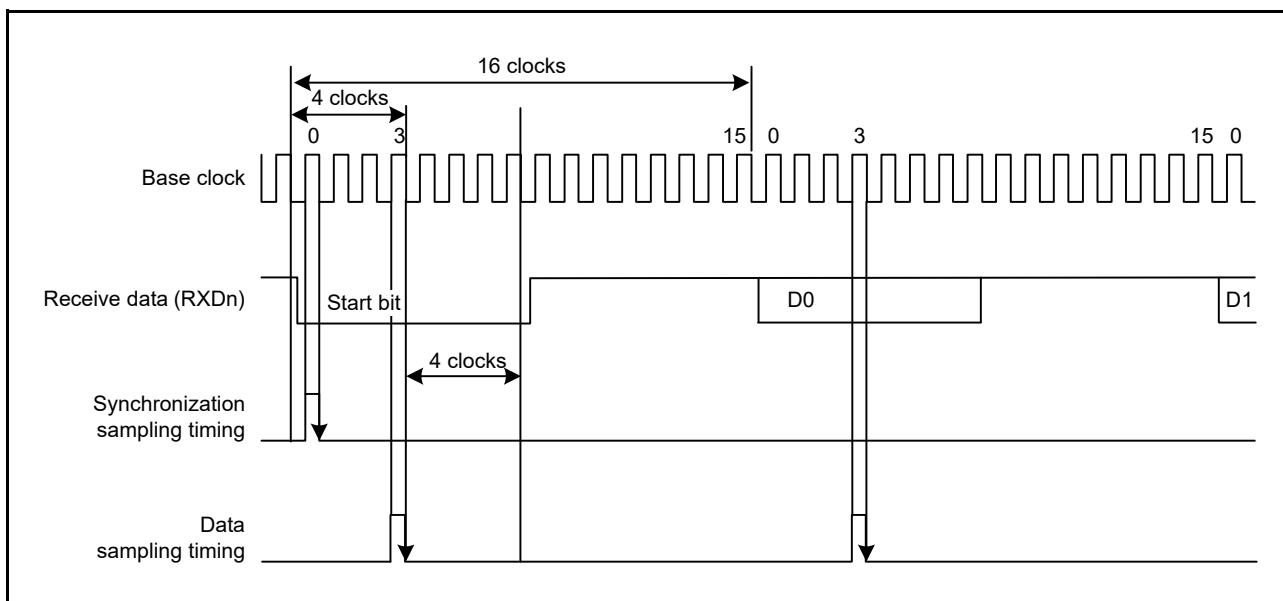 16 clocks
4 clocks
0 3 15 0 3 15 0
Base clock
Receive data (RXDn)
Start bit
D0
D1
4 clocks
Synchronization
sampling timing
Data
sampling timing